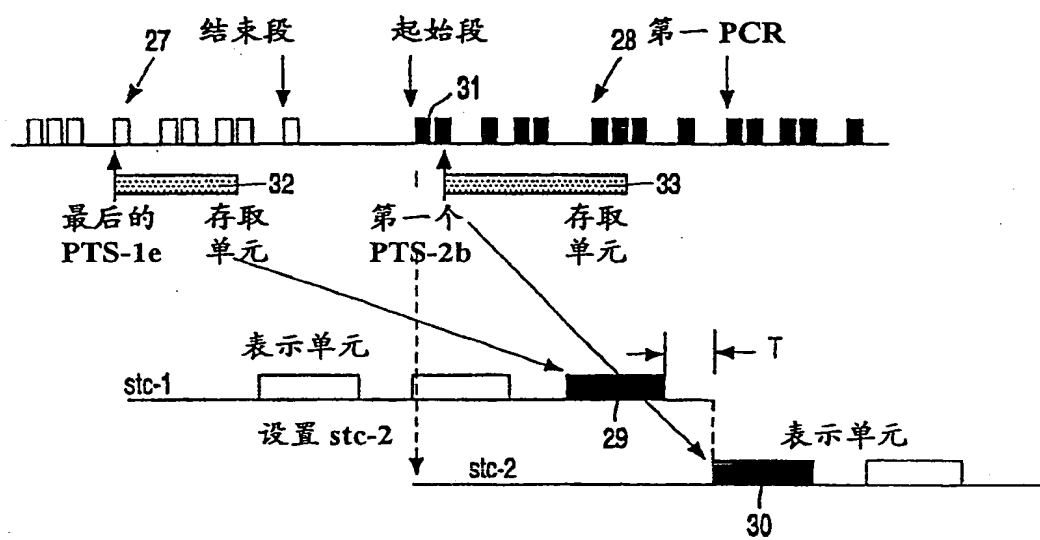 27
结束段
起始段
28
第一 PCR
31
32
33
最后的
PTS-1e
存取
单元
第一个
PTS-2b
存取
单元
表示单元
T
stc-1
29
设置 stc-2
表示单元
stc-2
30